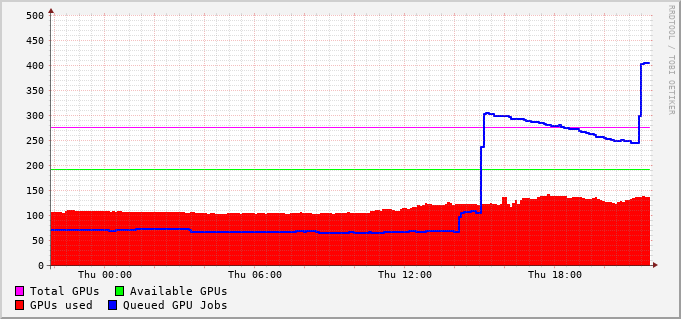 500
450
400
350
300
250
200
150
100
50
0
Thu 00:00 Thu 06:00 Thu 12:00 Thu 18:00
Total GPUs Available GPUs
GPUs used Queued GPU Jobs
RRDTOOL / TOBI OETIKER